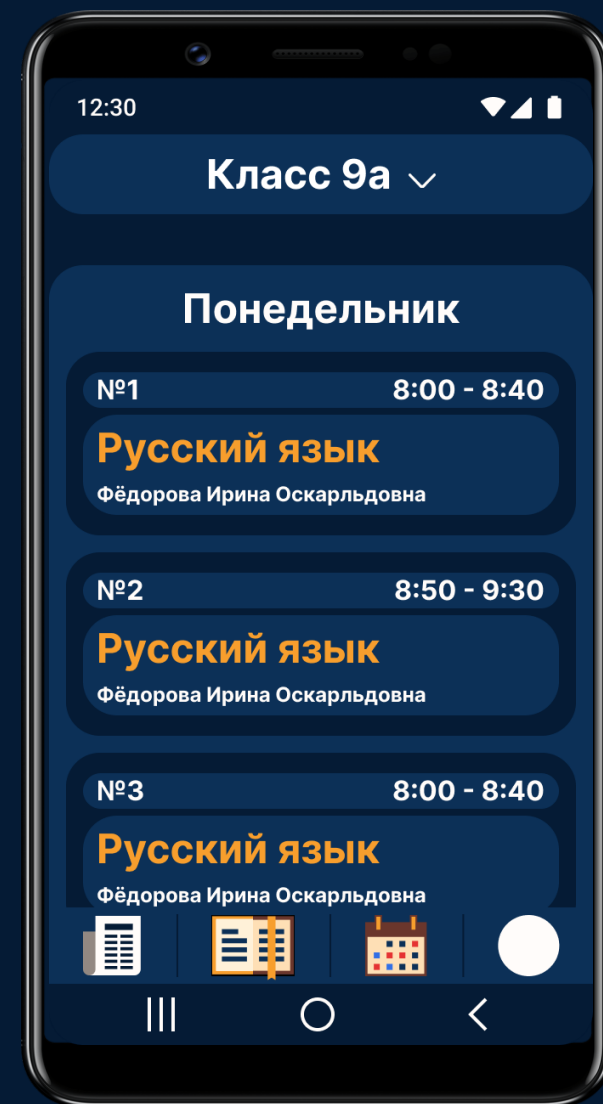 12:30
Класс 9а
Понедельник
№1 8:00 - 8:40
Русский язык
Фёдорова Ирина Оскарльдовна
№2 8:50 - 9:30
Русский язык
Фёдорова Ирина Оскарльдовна
№3 8:00 - 8:40
Русский язык
Фёдорова Ирина Оскарльдовна